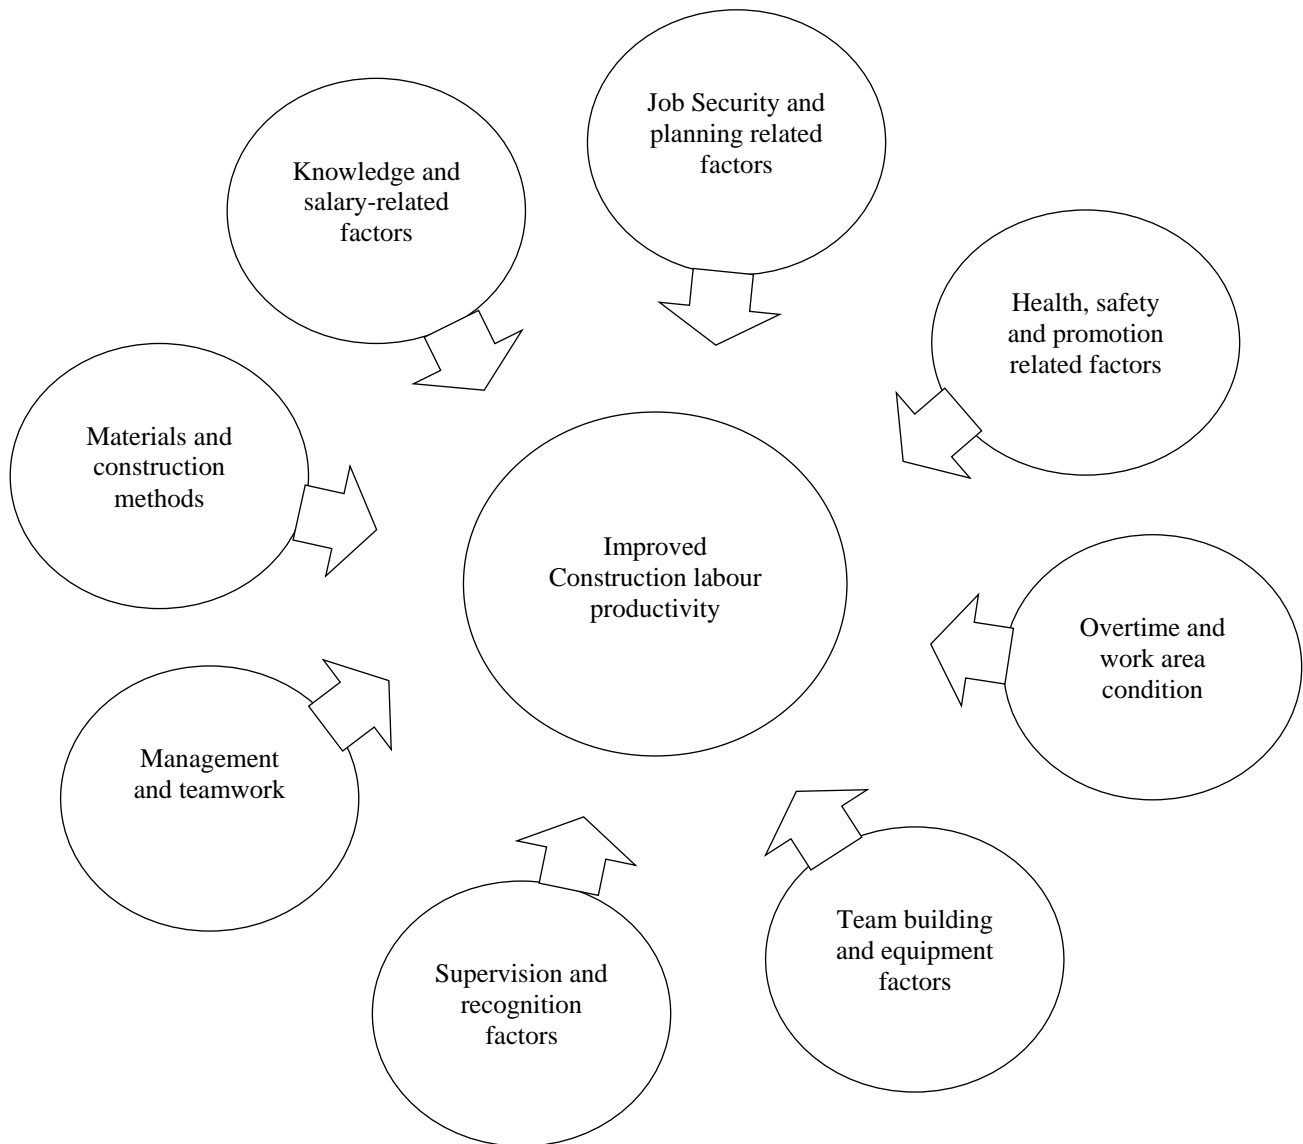 Job Security and
planning related
factors
Knowledge and
salary-related
factors
Health, safety
and promotion
related factors
Materials and
construction
methods
Improved
Construction labour
productivity
Overtime and
work area
condition
Management
and teamwork
Team building
and equipment
factors
Supervision and
recognition
factors